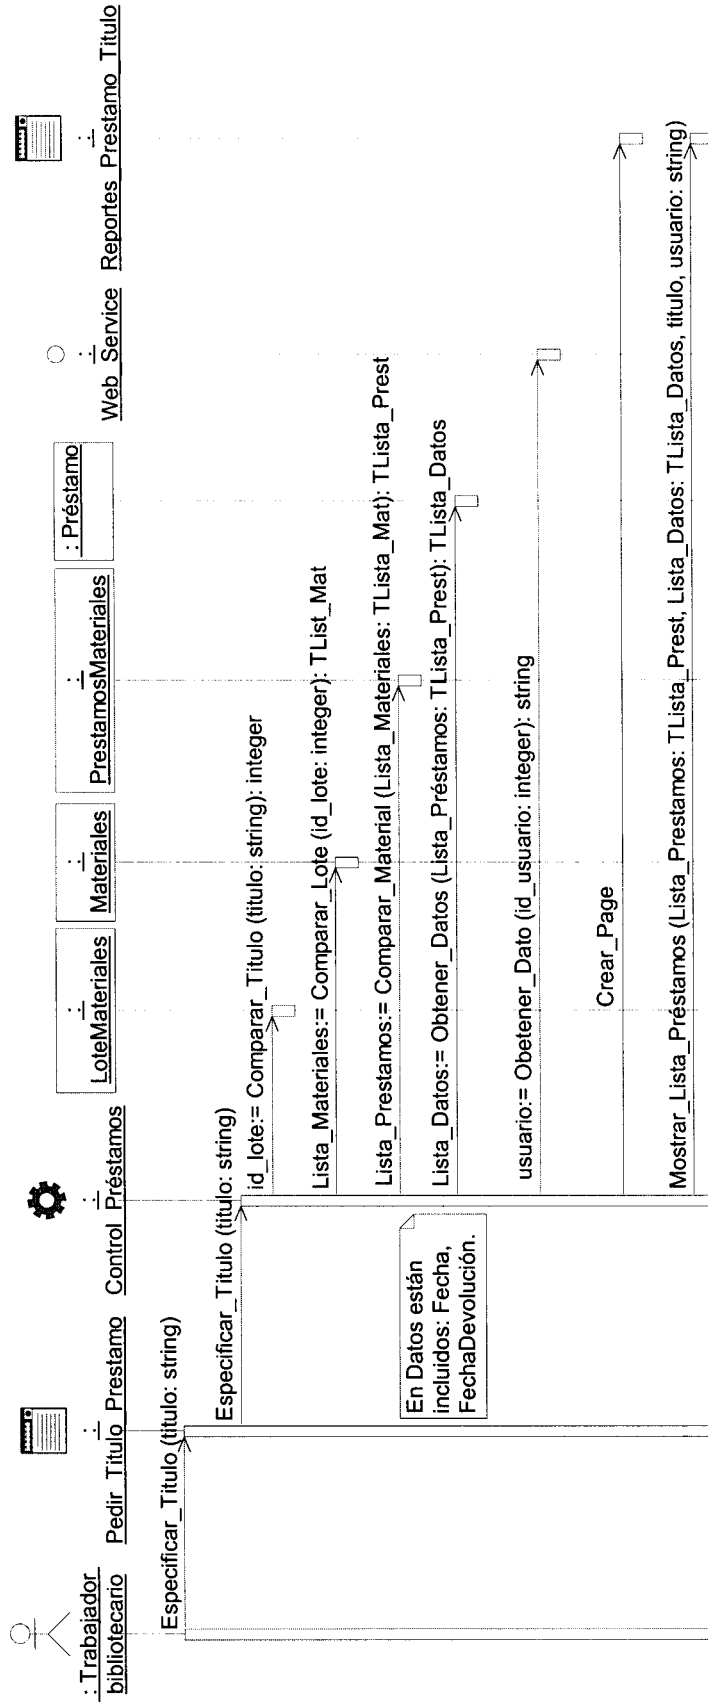 : Trabajador
bibliotecario
:
Pedir_Titulo_Prestamo
:
Control_Préstamos
:
LoteMateriales
:
Materiales
:
PrestamosMateriales
: Préstamo
:
Web_Service
:
Reportes_Prestamo_Titulo
Especificar_Titulo (titulo: string)
Especificar_Titulo (titulo: string)
id_lote:= Comparar_Titulo (titulo: string): integer
Lista_Materiales:= Comparar_Lote (id_lote: integer): TList_Mat
Lista_Prestamos:= Comparar_Material (Lista_Materiales: TLista_Mat): TLista_Prest
Lista_Datos:= Obtener_Datos (Lista_Préstamos: TLista_Prest): TLista_Datos
En Datos están
incluidos: Fecha,
FechaDevolución.
usuario:= Obetener_Dato (id_usuario: integer): string
Crear_Page
Mostrar_Lista_Préstamos (Lista_Prestamos: TLista_Prest, Lista_Datos: TLista_Datos, titulo, usuario: string)